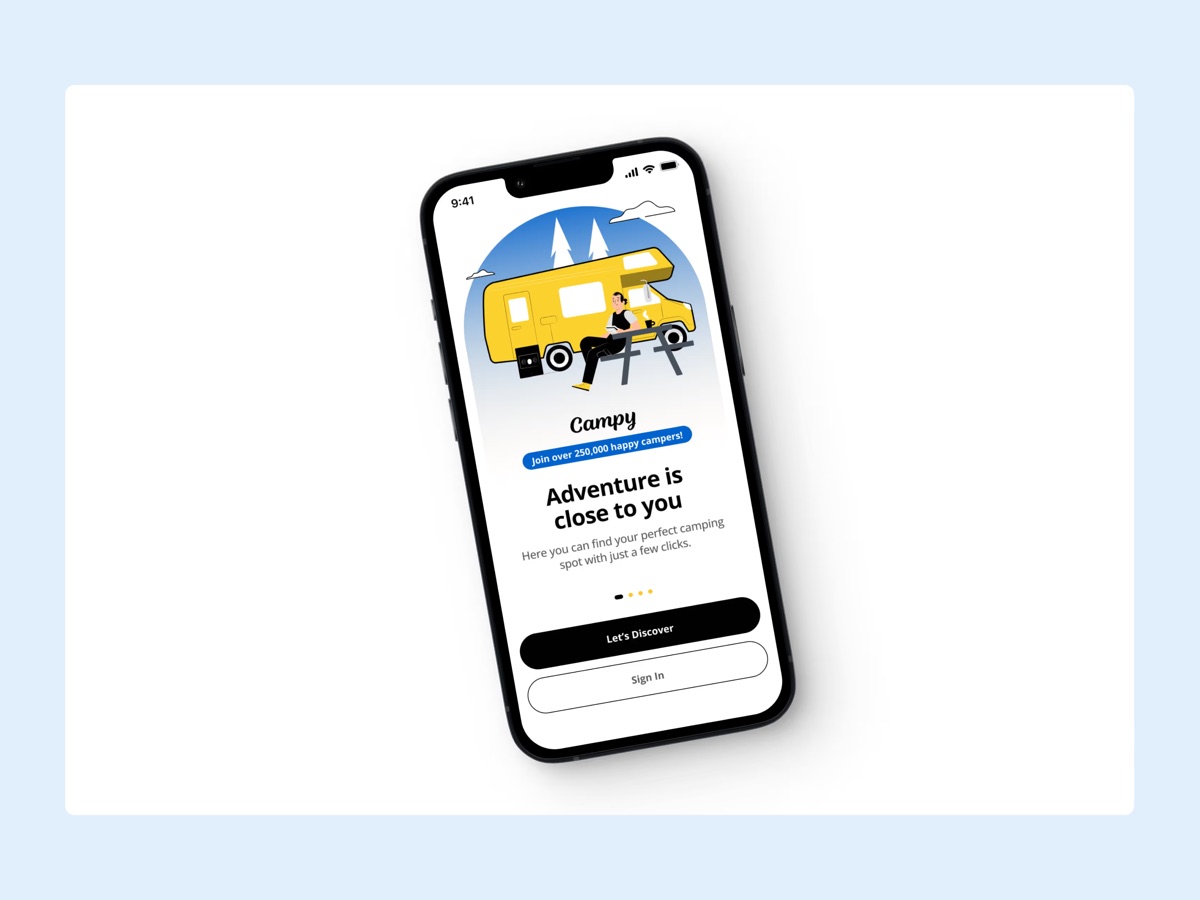 9:41
Campy
Join over 250,000 happy campers!
Adventure is
close to you
Here you can find your perfect camping
spot with just a few clicks.
Let's Discover
Sign In